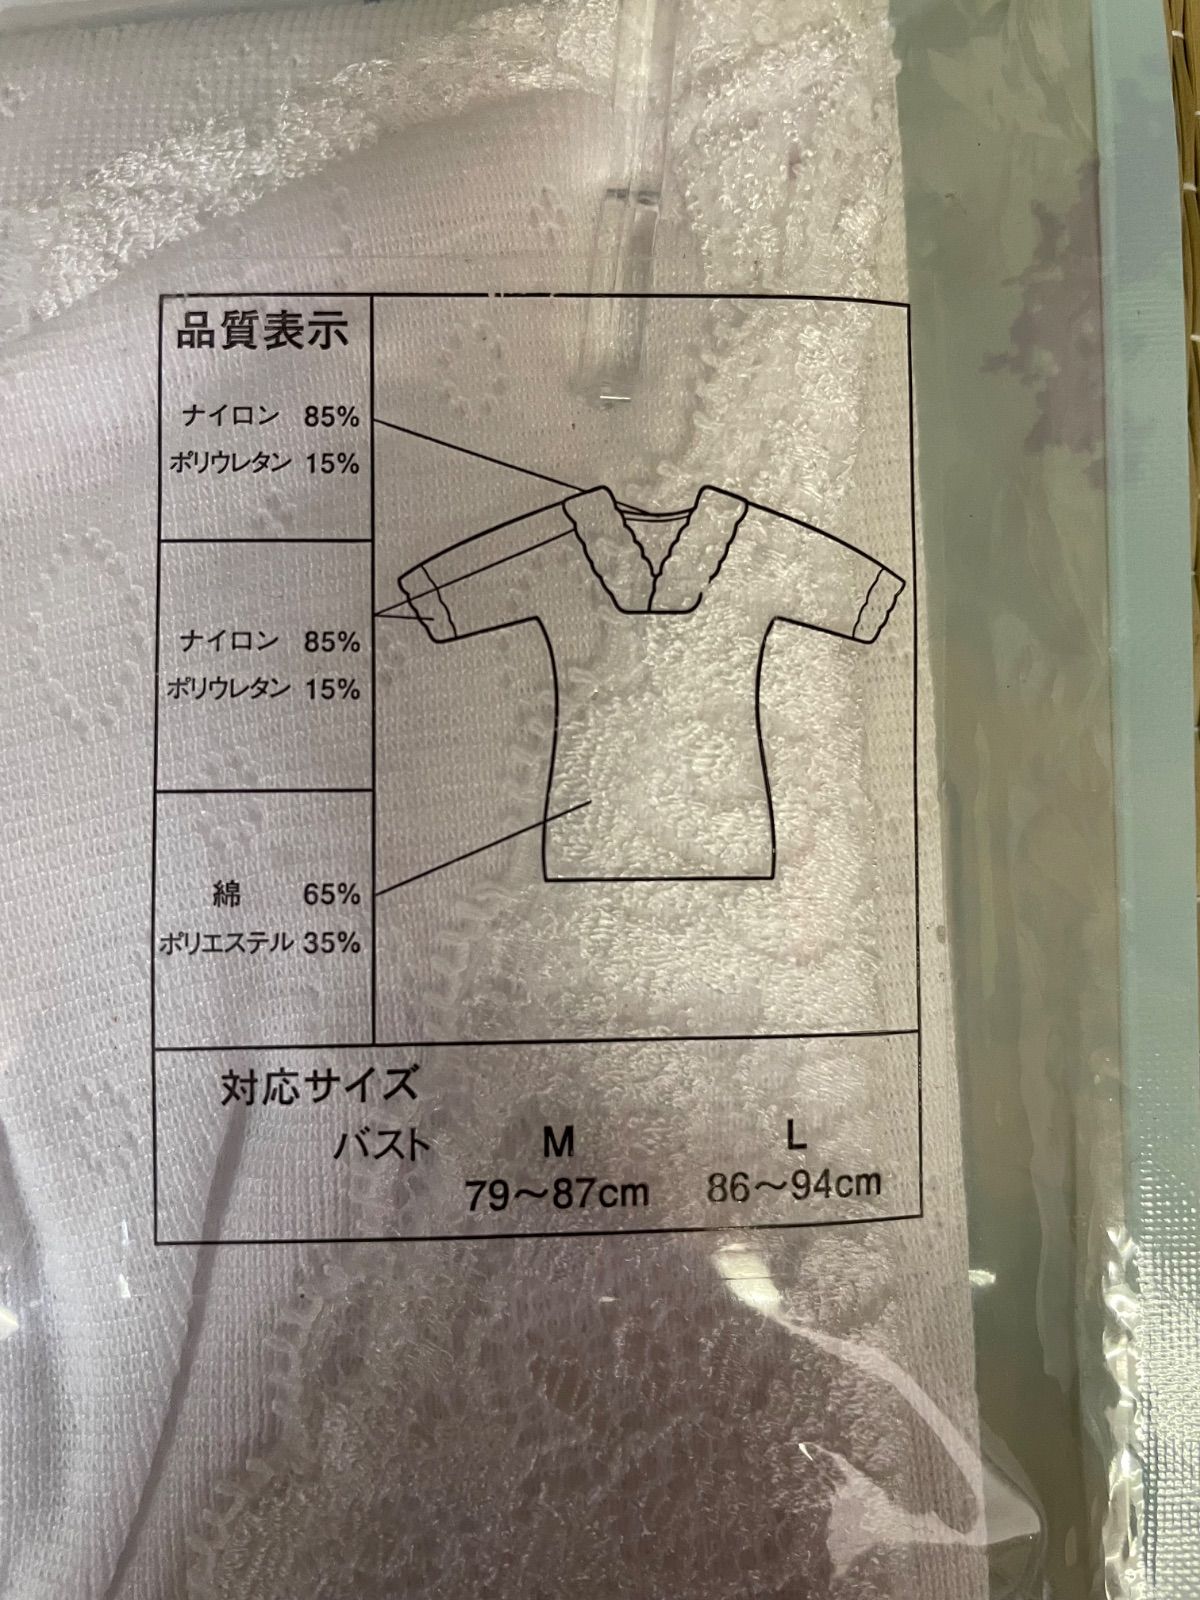 品質表示
ナイロン 85%
ポリウレタン 15%
ナイロン 85%
ポリウレタン 15%
綿 65%
ポリエステル 35%
対応サイズ
バスト M L
79〜87cm 86〜94cm